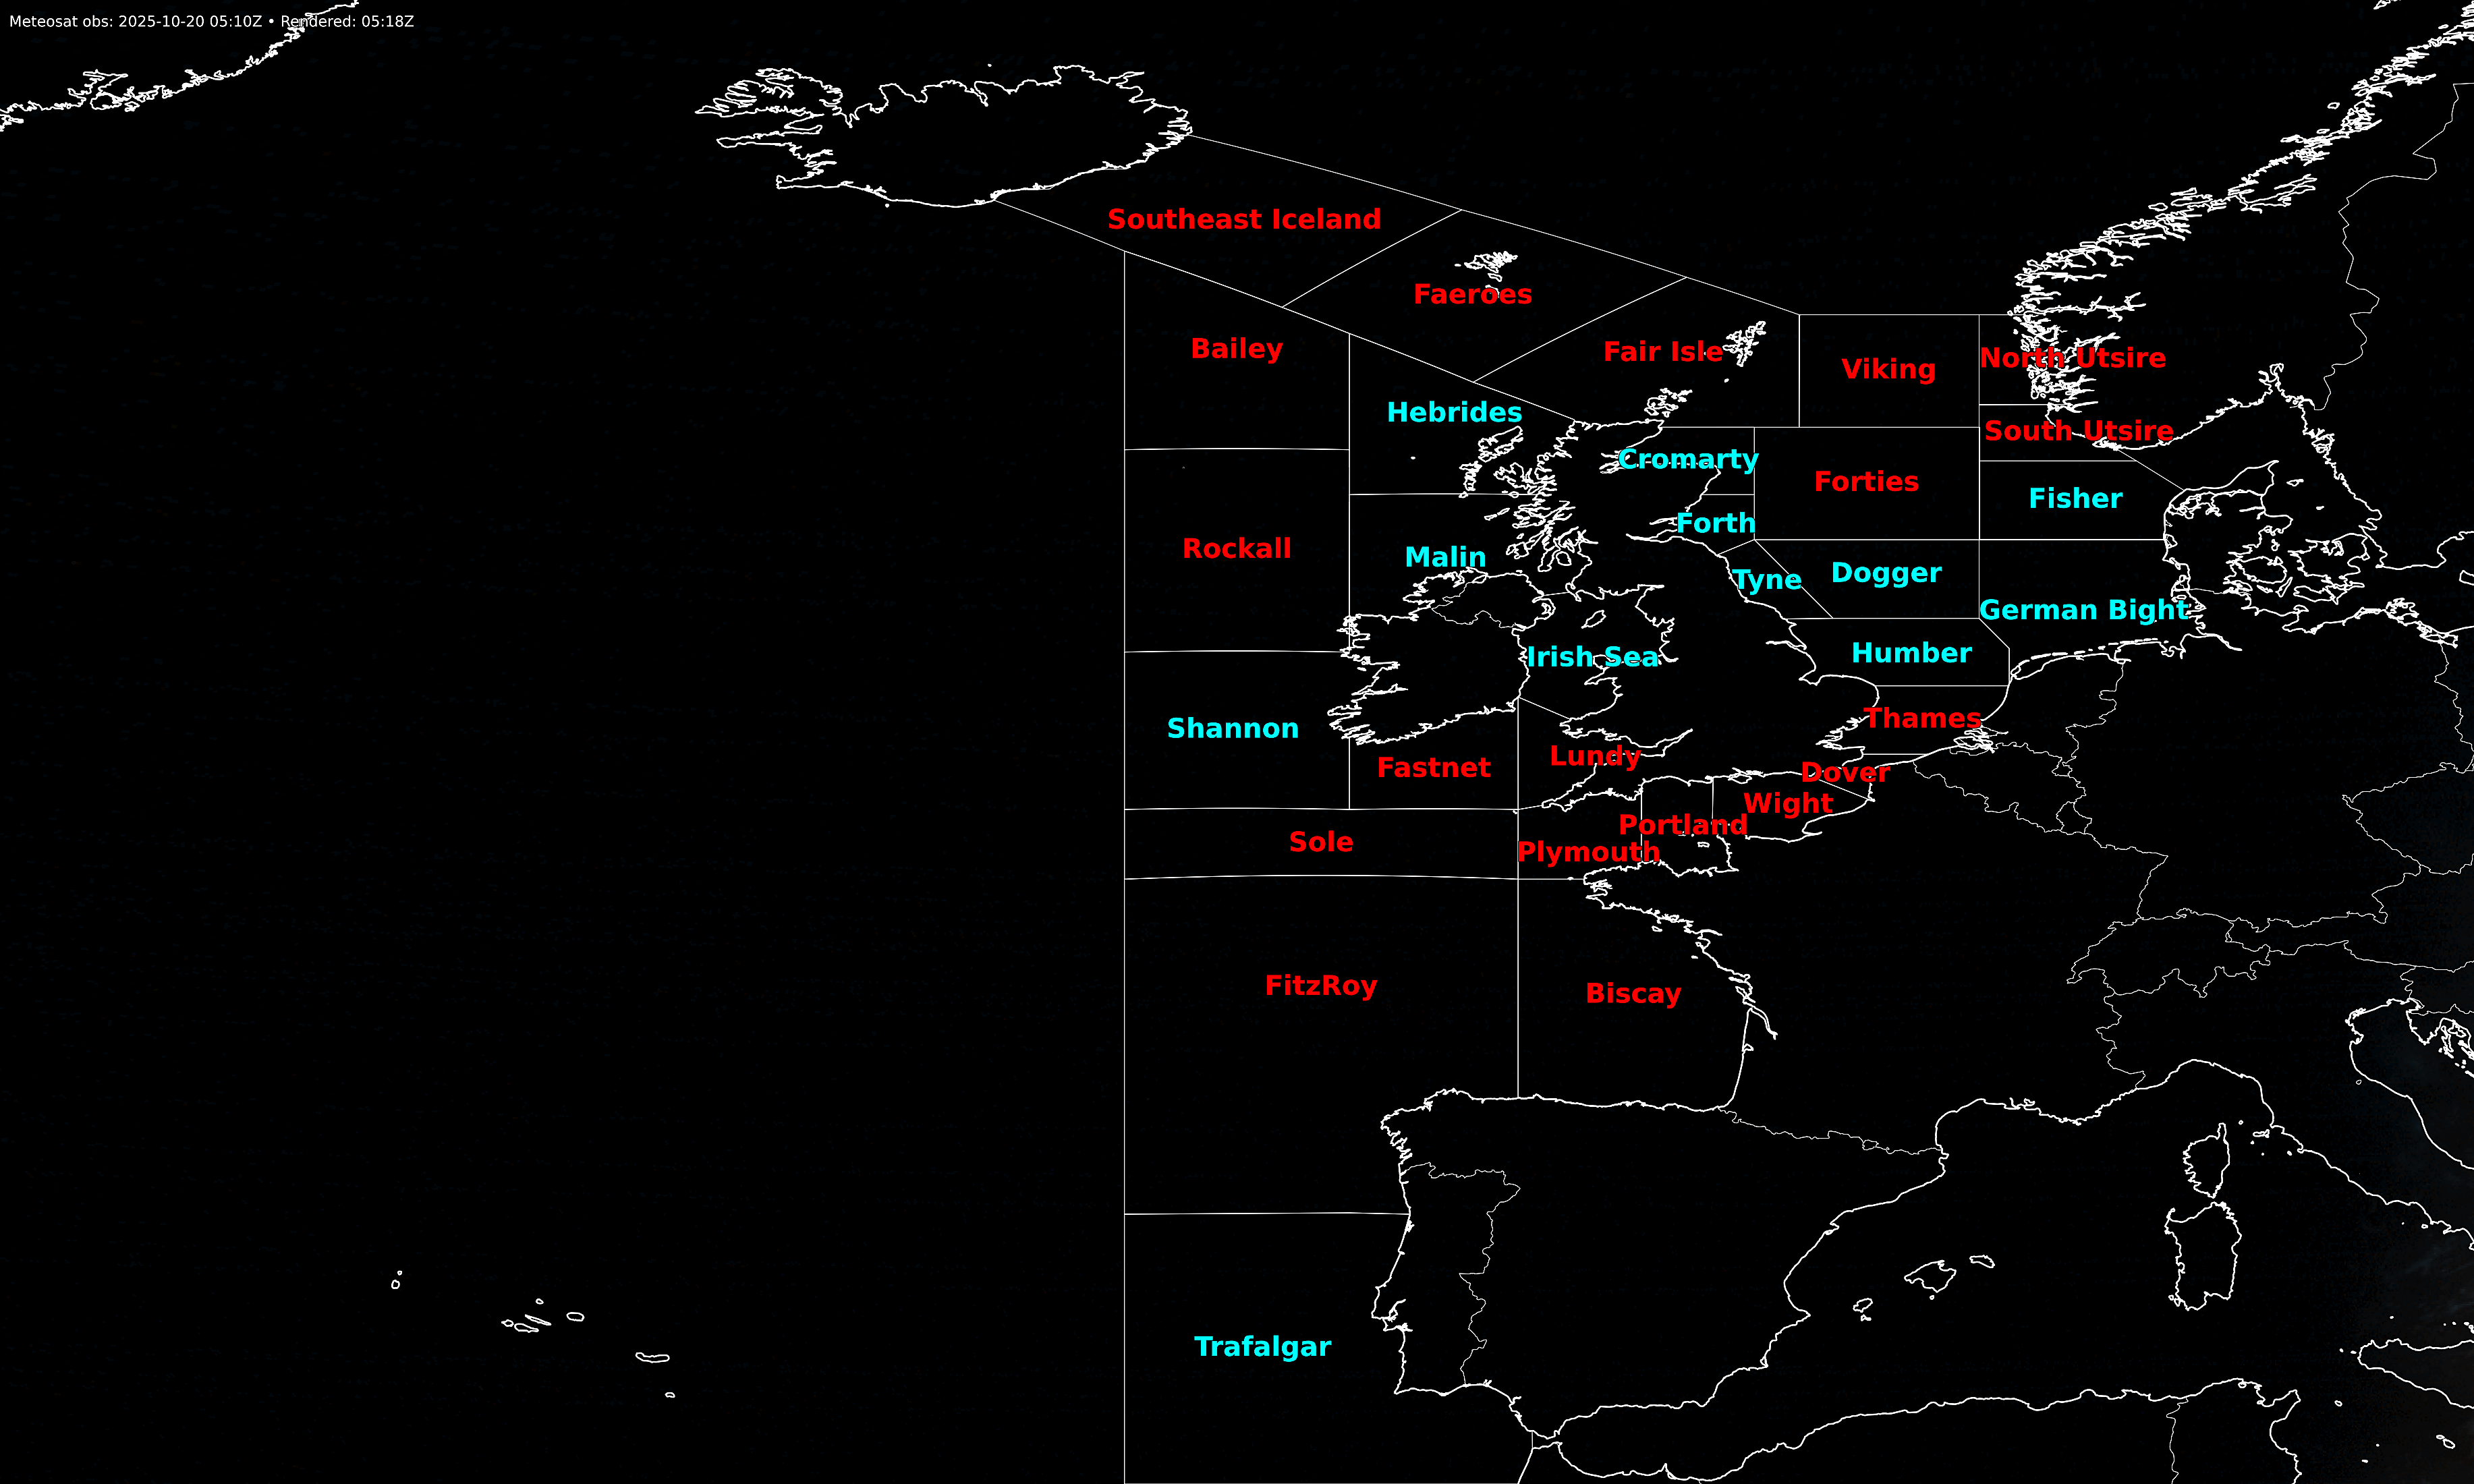 Meteosat obs: 2025-10-20 05:10Z • Rendered: 05:18Z
Southeast Iceland
Faeroes
Bailey
Fair Isle
North Utsire
Viking
Hebrides
South Utsire
Cromarty
Forties
Fisher
Forth
Rockall
Malin
Dogger
Tyne
German Bight
Humber
Irish Sea
Thames
Shannon
Lundy
Fastnet
Dover
Wight
Portland
Sole
Plymouth
FitzRoy
Biscay
Trafalgar